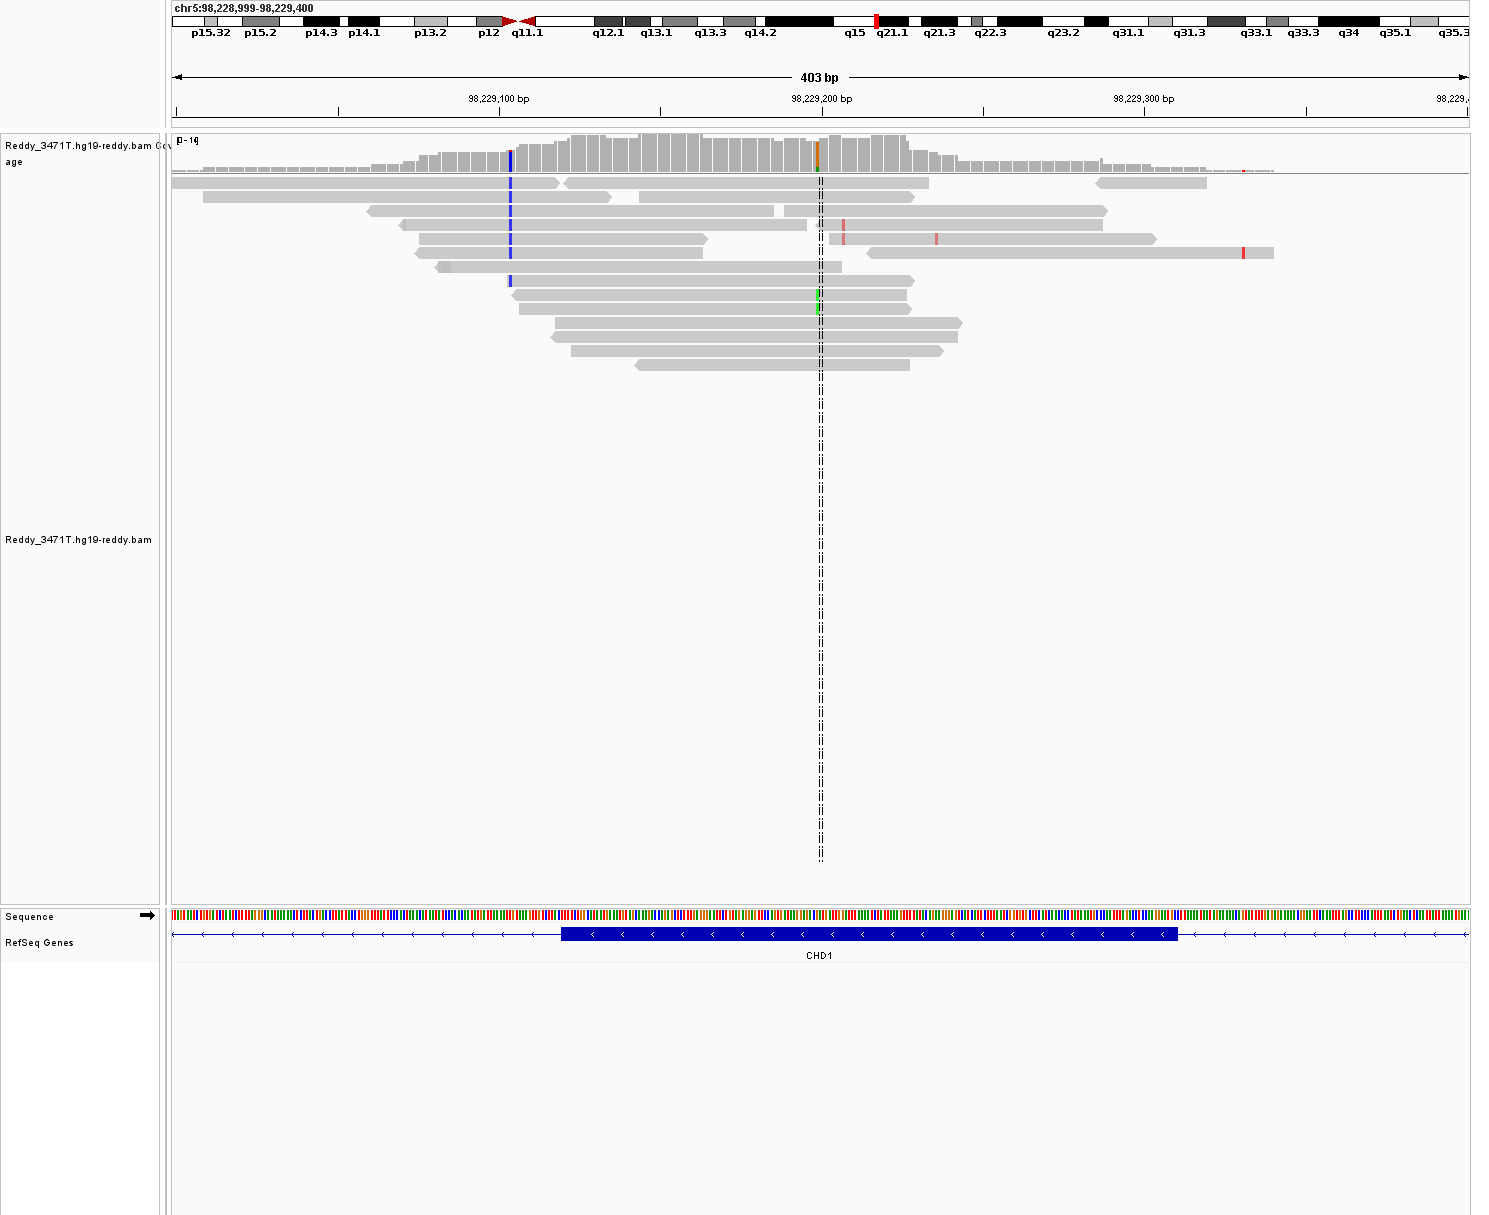 chr5:98,228,999-98,229,400
p15.32 p15.2 p14.3 p14.1 p13.2 p12 q11.1 q12.1 q13.1 q13.3 q14.2 q15 q21.1 q21.3 q22.3 q23.2 q31.1 q31.3 q33.1 q33.3 q34 q35.1 q35.3
403 bp
98,229,100 bp 98,229,200 bp 98,229,300 bp 98,229,
Reddy_3471T.hg19-reddy.bam Cov
age
Reddy_3471T.hg19-reddy.bam
Sequence
RefSeq Genes
CHD1